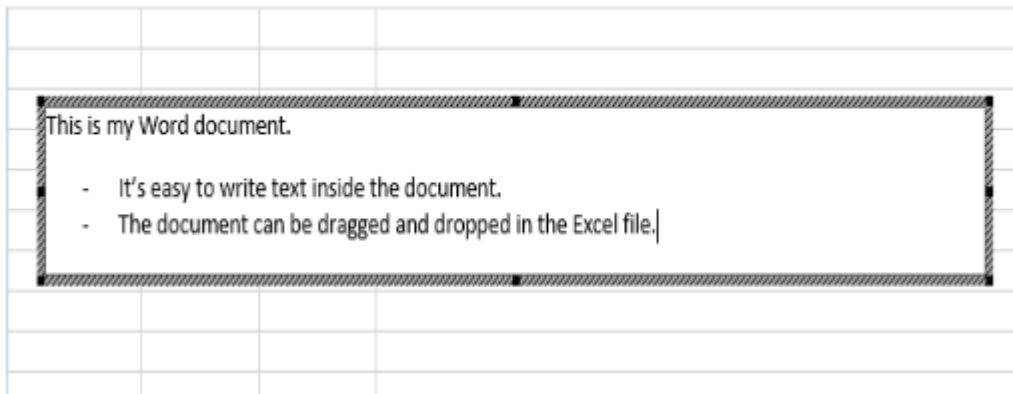 This is my Word document.
- It's easy to write text inside the document.
- The document can be dragged and dropped in the Excel file.